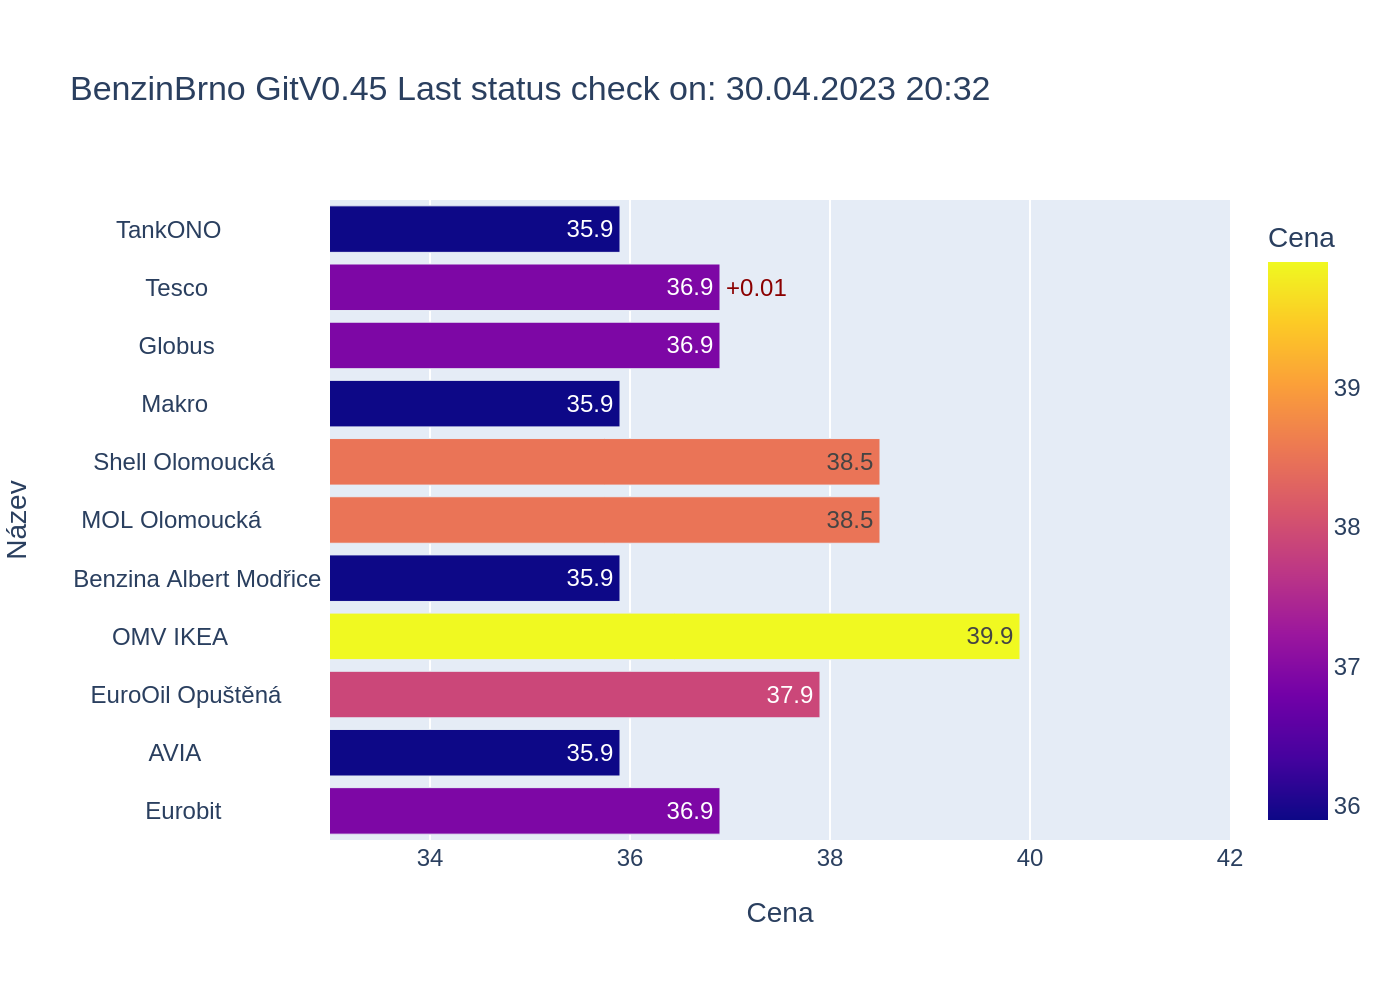 BenzinBrno GitV0.45 Last status check on: 30.04.2023 20:32
TankONO 35.9
Tesco 36.9 +0.01
Globus 36.9
Makro 35.9
Shell Olomoucká 38.5
MOL Olomoucká 38.5
Benzina Albert Modřice 35.9
OMV IKEA 39.9
EuroOil Opuštěná 37.9
AVIA 35.9
Eurobit 36.9
Název
34 36 38 40 42
Cena
Cena
39
38
37
36